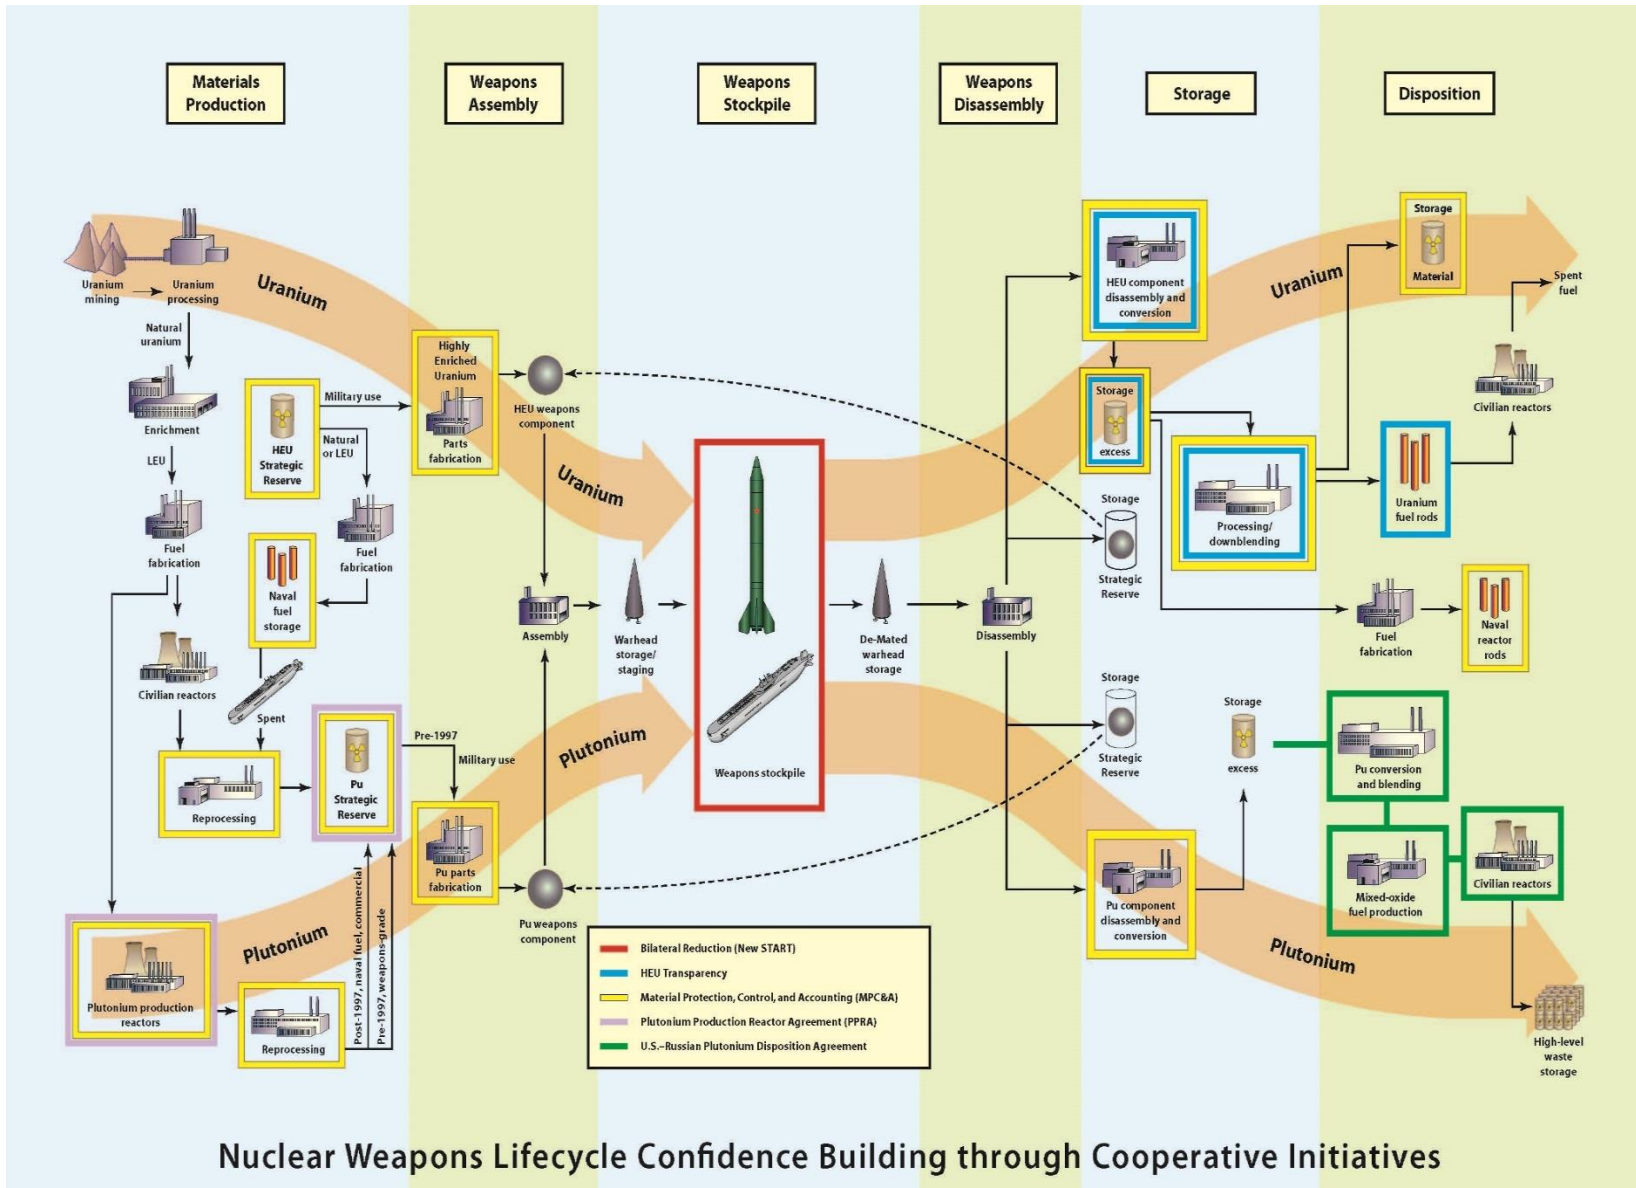 Materials
Production
Weapons
Assembly
Weapons
Stockpile
Weapons
Disassembly
Storage
Disposition
Uranium
mining
Uranium
processing
Natural
uranium
Enrichment
LEU
Fuel
fabrication
HEU
Strategic
Reserve
Military use
Natural
or LEU
Fuel
fabrication
Naval
fuel
storage
Civilian reactors
Spent
Reprocessing
Pu
Strategic
Reserve
Pre-1997
Military use
Plutonium production
reactors
Reprocessing
Post-1997, naval fuel, commercial
Pre-1997, weapons-grade
Uranium
Highly
Enriched
Uranium
Parts
fabrication
HEU weapons
component
Uranium
Assembly
Warhead
storage/
staging
Plutonium
Plutonium
Pu parts
fabrication
Pu weapons
component
Weapons stockpile
De-Mated
warhead
storage
Disassembly
HEU component
disassembly and
conversion
Storage
excess
Storage
Strategic
Reserve
Storage
Strategic
Reserve
Storage
excess
Pu component
disassembly and
conversion
Uranium
Processing/
downblending
Storage
Material
Spent
fuel
Civilian reactors
Uranium
fuel rods
Fuel
fabrication
Naval
reactor
rods
Pu conversion
and blending
Mixed-oxide
fuel production
Civilian reactors
Plutonium
High-level
waste
storage
Bilateral Reduction (New START)
HEU Transparency
Material Protection, Control, and Accounting (MPC&A)
Plutonium Production Reactor Agreement (PPRA)
U.S.–Russian Plutonium Disposition Agreement
Nuclear Weapons Lifecycle Confidence Building through Cooperative Initiatives